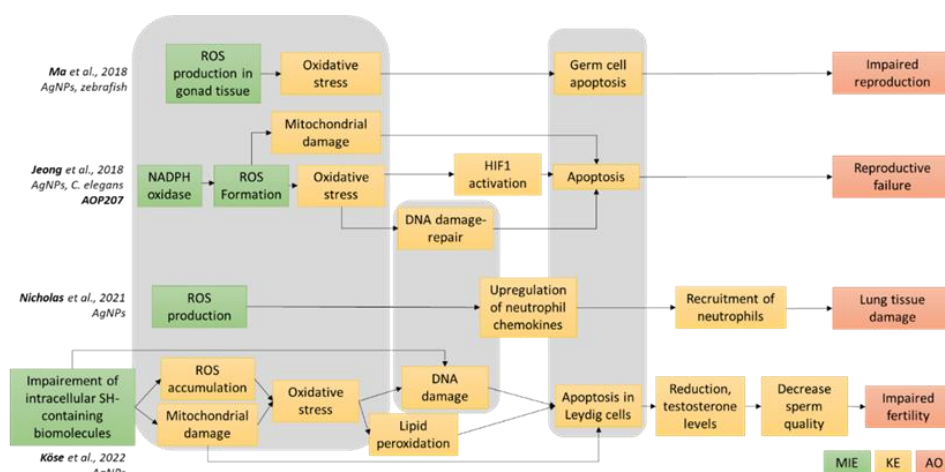 ROS
production in
gonad tissue
Oxidative
stress
Germ cell
apoptosis
Impaired
reproduction
Ma et al., 2018
AgNPs, zebrafish
Mitochondrial
damage
Jeong et al., 2018
AgNPs, C. elegans
AOP207
NADPH
oxidase
ROS
Formation
Oxidative
stress
HIF1
activation
Apoptosis
Reproductive
failure
DNA damage-
repair
Nicholas et al., 2021
AgNPs
ROS
production
Upregulation
of neutrophil
chemokines
Recruitment of
neutrophils
Lung tissue
damage
Impairement of
intracellular SH-
containing
biomolecules
ROS
accumulation
Mitochondrial
damage
Oxidative
stress
DNA
damage
Lipid
peroxidation
Apoptosis in
Leydig cells
Reduction,
testosterone
levels
Decrease
sperm
quality
Impaired
fertility
Köse et al., 2022
AgNPs
MIE
KE
AO